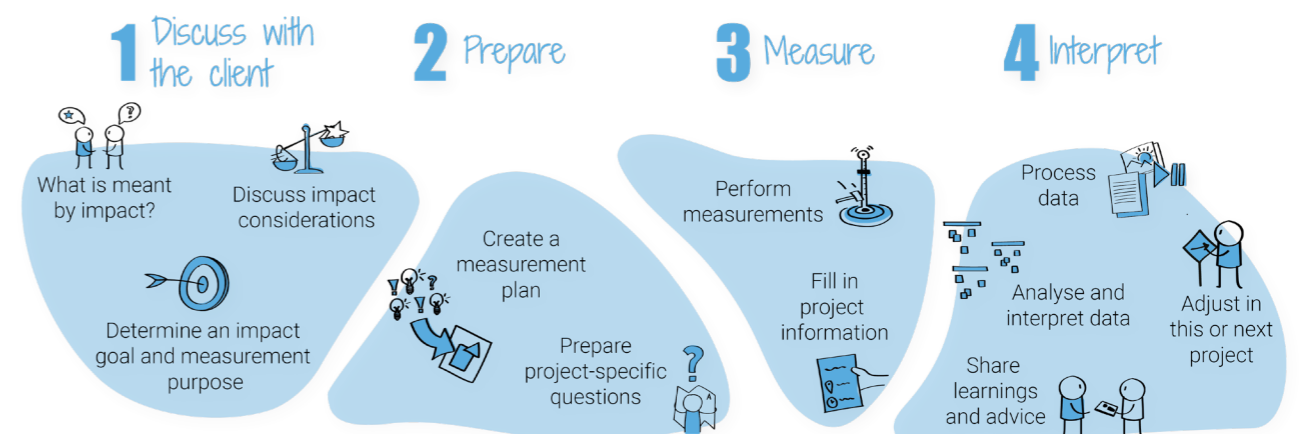 1 Discuss with
the client
2 Prepare
3 Measure
4 Interpret
What is meant
by impact?
Discuss impact
considerations
Determine an impact
goal and measurement
purpose
Create a
measurement
plan
Prepare
project-specific
questions
Perform
measurements
Fill in
project
information
Process
data
Analyse and
interpret data
Adjust in
this or next
project
Share
learnings
and advice